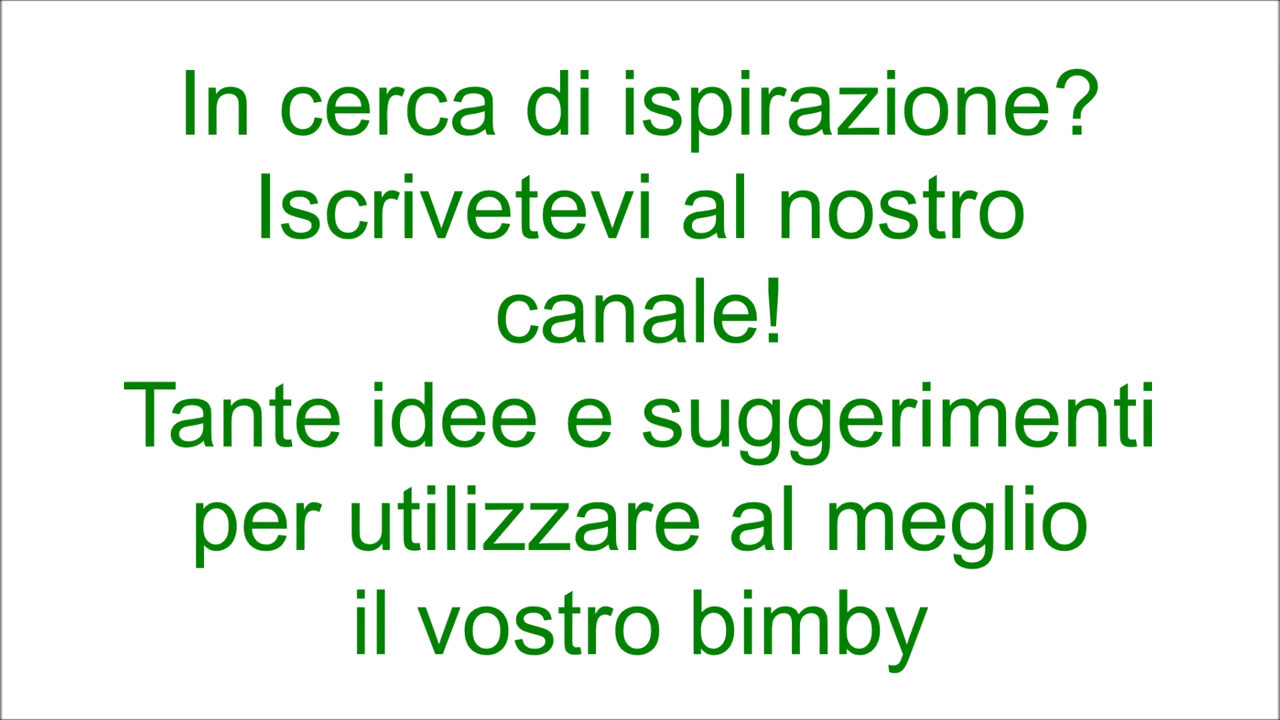 In cerca di ispirazione?
Iscrivetevi al nostro
canale!
Tante idee e suggerimenti
per utilizzare al meglio
il vostro bimby